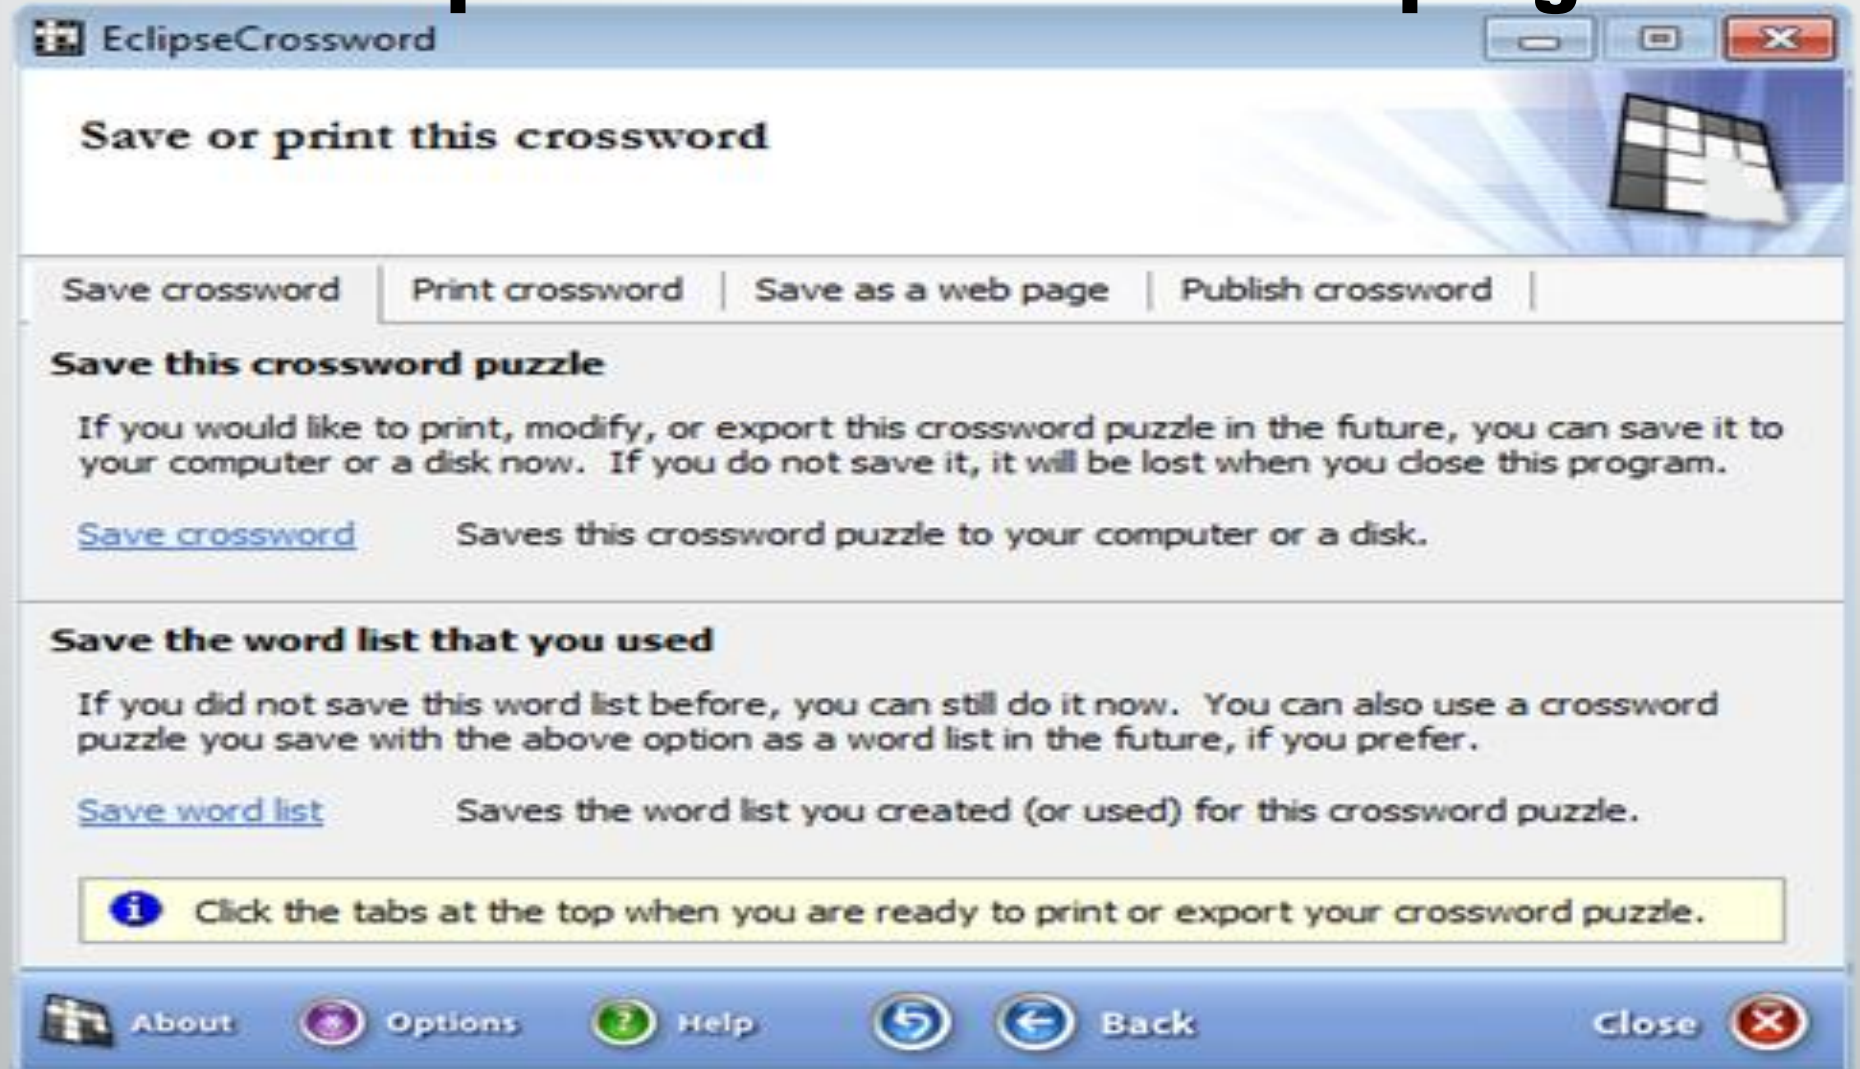 EclipseCrossword
Save or print this crossword
Save crossword
Print crossword
Save as a web page
Publish crossword
Save this crossword puzzle
If you would like to print, modify, or export this crossword puzzle in the future, you can save it to
your computer or a disk now.  If you do not save it, it will be lost when you close this program.
Save crossword
Saves this crossword puzzle to your computer or a disk.
Save the word list that you used
If you did not save this word list before, you can still do it now.  You can also use a crossword
puzzle you save with the above option as a word list in the future, if you prefer.
Save word list
Saves the word list you created (or used) for this crossword puzzle.
Click the tabs at the top when you are ready to print or export your crossword puzzle.
About
Options
Help
Back
Close